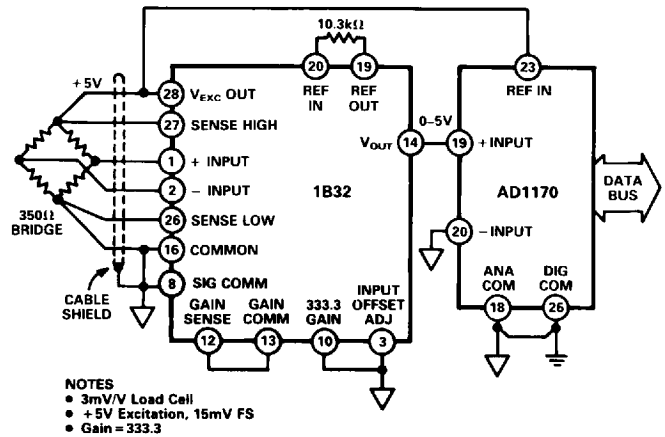 10.3kΩ
+5V
28 VEXC OUT
20 REF IN
19 REF OUT
23 REF IN
27 SENSE HIGH
0–5V
VOUT 14
19 +INPUT
1 + INPUT
2 – INPUT
1B32
AD1170
DATA BUS
350Ω BRIDGE
26 SENSE LOW
20 –INPUT
16 COMMON
8 SIG COMM
CABLE SHIELD
GAIN SENSE 12
GAIN COMM 13
333.3 GAIN 10
INPUT OFFSET ADJ 3
ANA COM 18
DIG COM 26
NOTES
● 3mV/V Load Cell
● +5V Excitation, 15mV FS
● Gain = 333.3